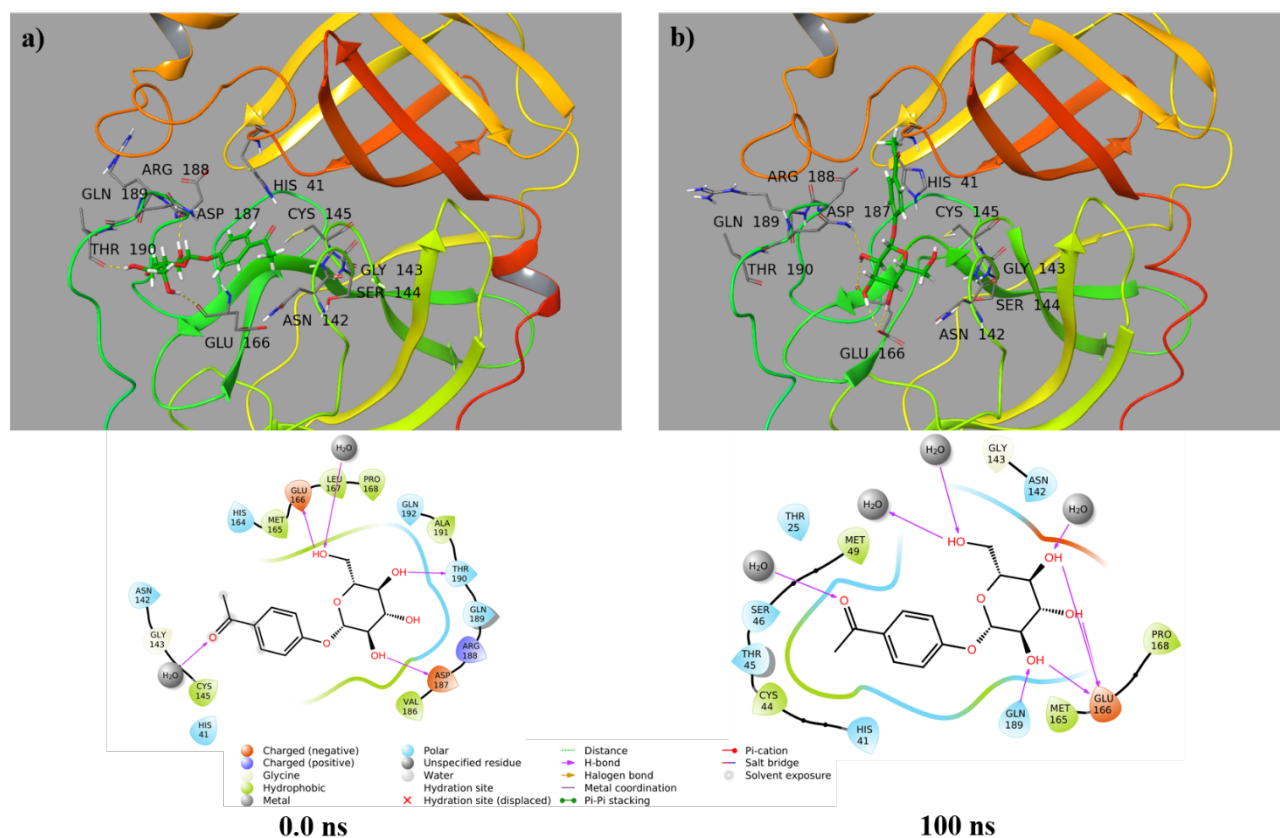 a)
ARG 188
HIS 41
GLN 189
ASP 187
CYS 145
THR 190
GLY 143
SER 144
ASN 142
GLU 166
b)
ARG 188
HIS 41
GLN 189
ASP 187
CYS 145
THR 190
GLY 143
SER 144
GLU 166
ASN 142
H₂O
GLU 166
LEU 167
PRO 168
HIS 164
MET 165
GLN 192
ALA 191
HO
OH
THR 190
ASN 142
O
O
OH
GLN 189
GLY 143
O
OH
ARG 188
H₂O
ASP 187
CYS 145
VAL 186
HIS 41
H₂O
GLY 143
ASN 142
H₂O
H₂O
THR 25
MET 49
HO
OH
H₂O
O
O
OH
SER 46
O
OH
PRO 168
THR 45
GLN 189
MET 165
GLU 166
CYS 44
HIS 41
Charged (negative)
Charged (positive)
Glycine
Hydrophobic
Metal
Polar
Unspecified residue
Water
Hydration site
Hydration site (displaced)
Distance
H-bond
Halogen bond
Metal coordination
Pi-Pi stacking
Pi-cation
Salt bridge
Solvent exposure
0.0 ns
100 ns